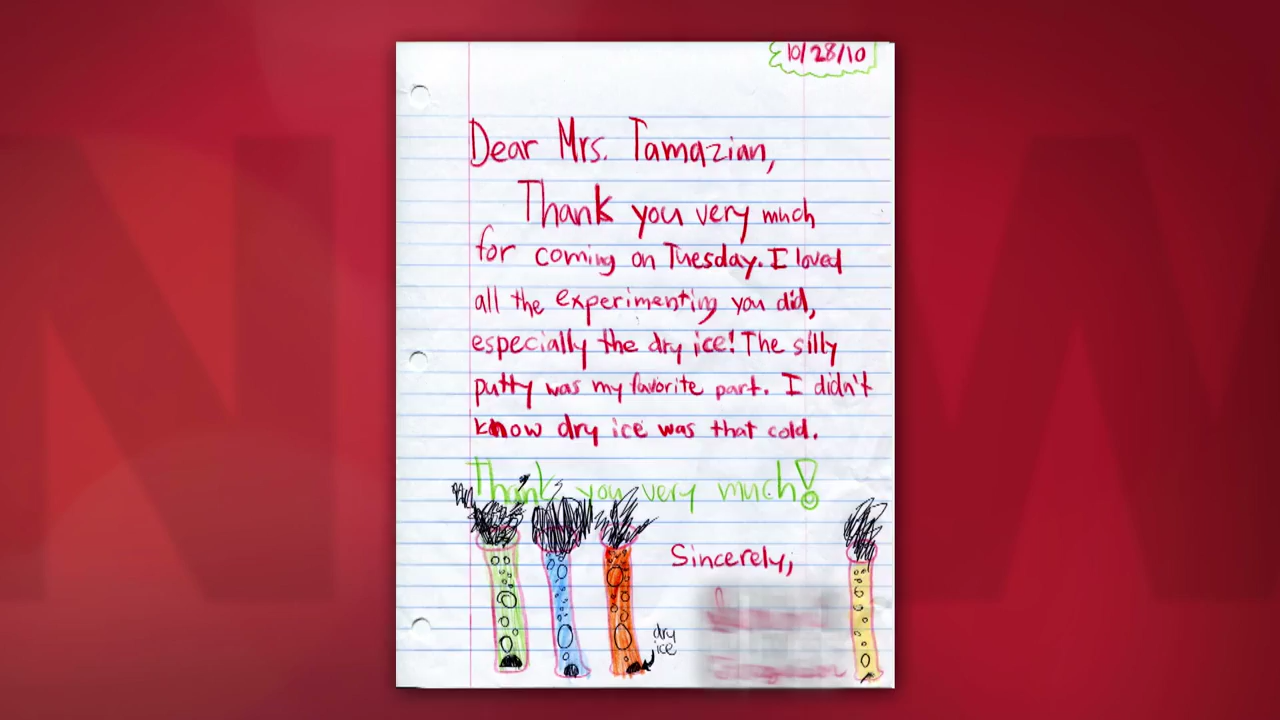 10/28/10
Dear Mrs. Tamazian,
Thank you very much
for coming on Tuesday. I loved
all the experimenting you did,
especially the dry ice! The silly
putty was my favorite part. I didn't
know dry ice was that cold.
Thank you very much!
Sincerely,
dry
ice